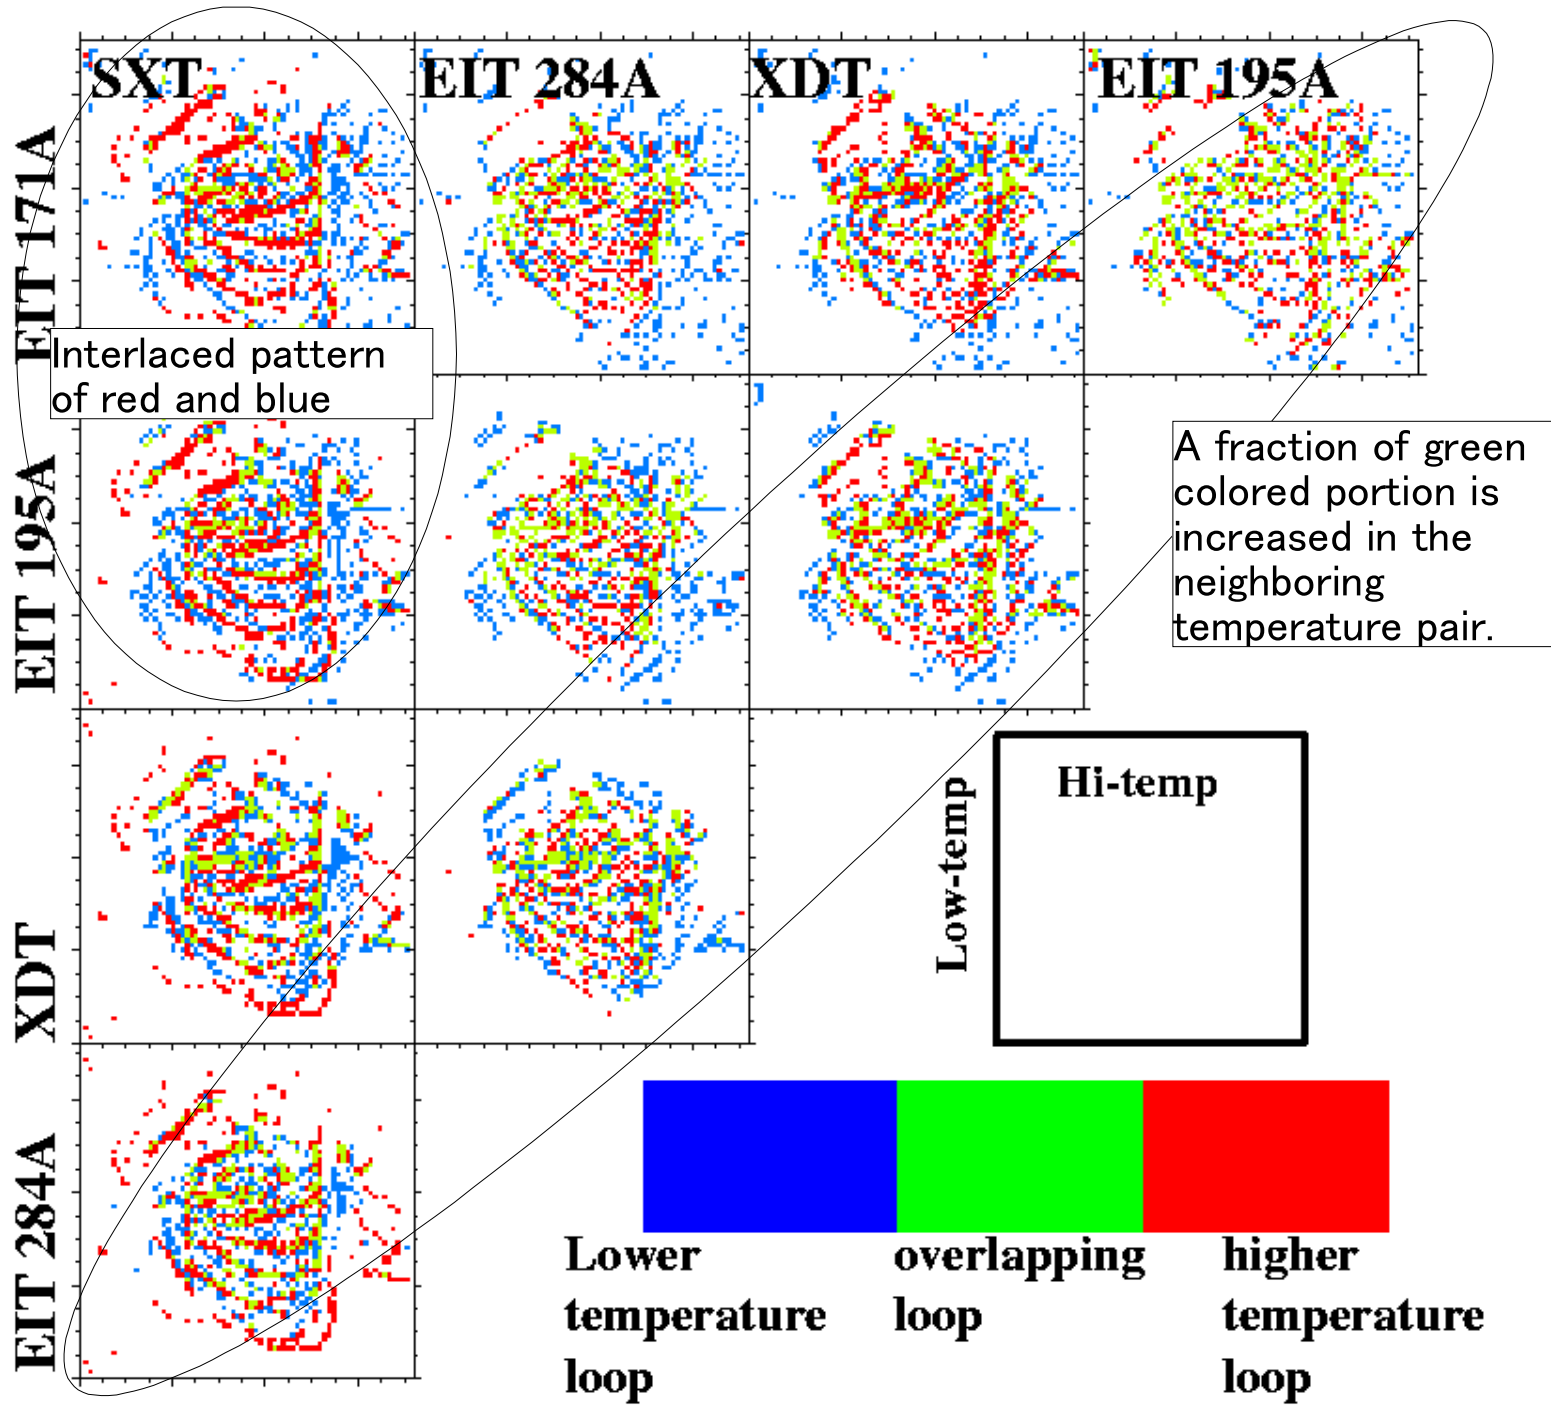 SXT
EIT 284A
XDT
EIT 195A
EIT 171A
Interlaced pattern
of red and blue
EIT 195A
A fraction of green
colored portion is
increased in the
neighboring
temperature pair.
XDT
Hi-temp
Low-temp
EIT 284A
Lower
temperature
loop
overlapping
loop
higher
temperature
loop